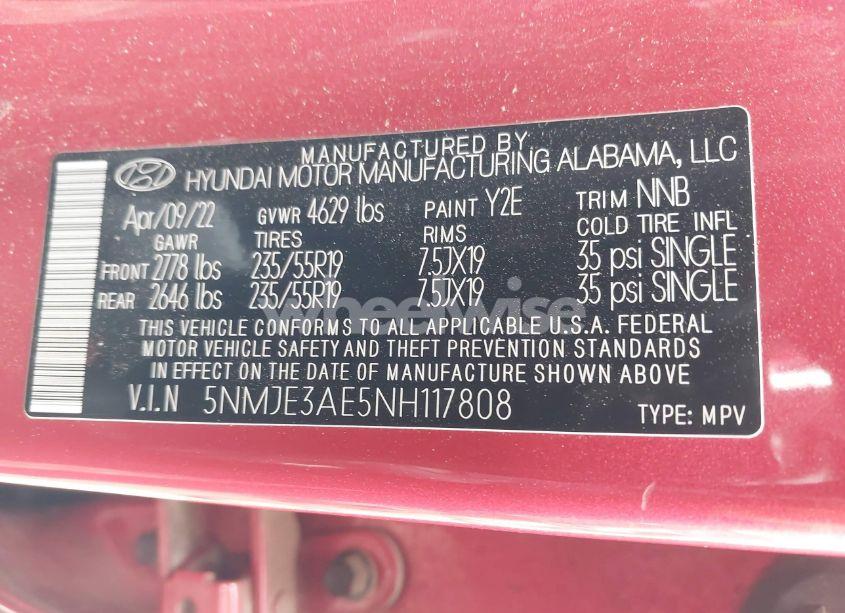 MANUFACTURED BY
HYUNDAI MOTOR MANUFACTURING ALABAMA, LLC
Apr/09/22 GVWR 4629 lbs PAINT Y2E TRIM NNB
GAWR TIRES RIMS COLD TIRE INFL
FRONT 2778 lbs 235/55R19 7.5JX19 35 psi SINGLE
REAR 2646 lbs 235/55R19 7.5JX19 35 psi SINGLE
wheelwise
THIS VEHICLE CONFORMS TO ALL APPLICABLE U.S.A. FEDERAL
MOTOR VEHICLE SAFETY AND THEFT PREVENTION STANDARDS
IN EFFECT ON THE DATE OF MANUFACTURE SHOWN ABOVE.
V.I.N 5NMJE3AE5NH117808 TYPE: MPV